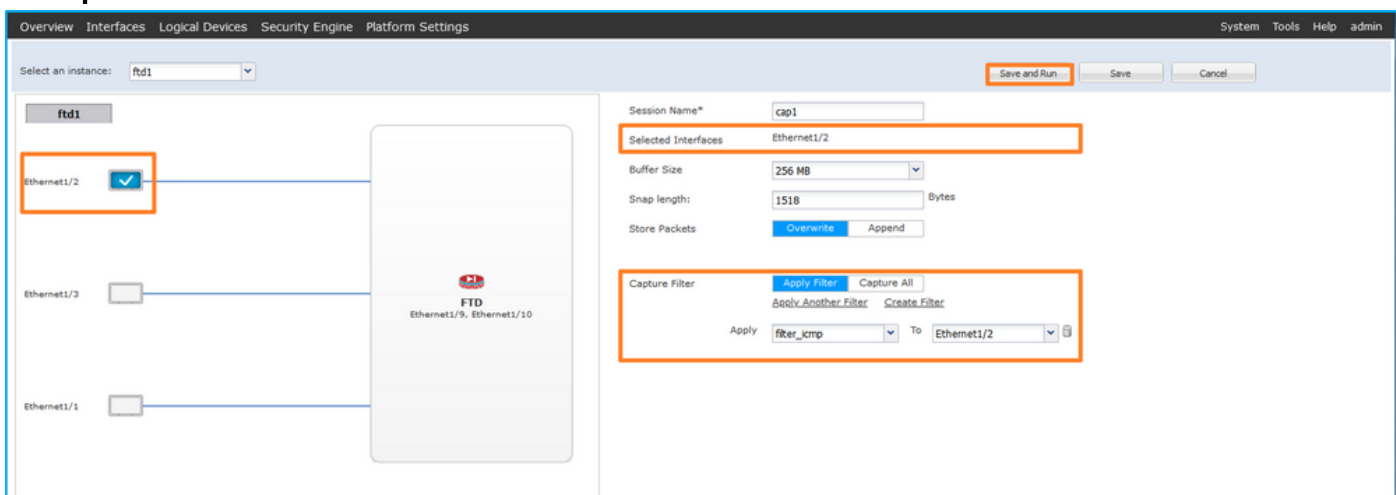 Overview Interfaces Logical Devices Security Engine Platform Settings System Tools Help admin
Select an instance: ftd1 Save and Run Save Cancel
ftd1
Ethernet1/2
Ethernet1/3
Ethernet1/1
FTD
Ethernet1/9, Ethernet1/10
Session Name* cap1
Selected Interfaces Ethernet1/2
Buffer Size 256 MB
Snap length: 1518 Bytes
Store Packets Overwrite Append
Capture Filter Apply Filter Capture All
Apply Another Filter Create Filter
Apply filter_icmp To Ethernet1/2